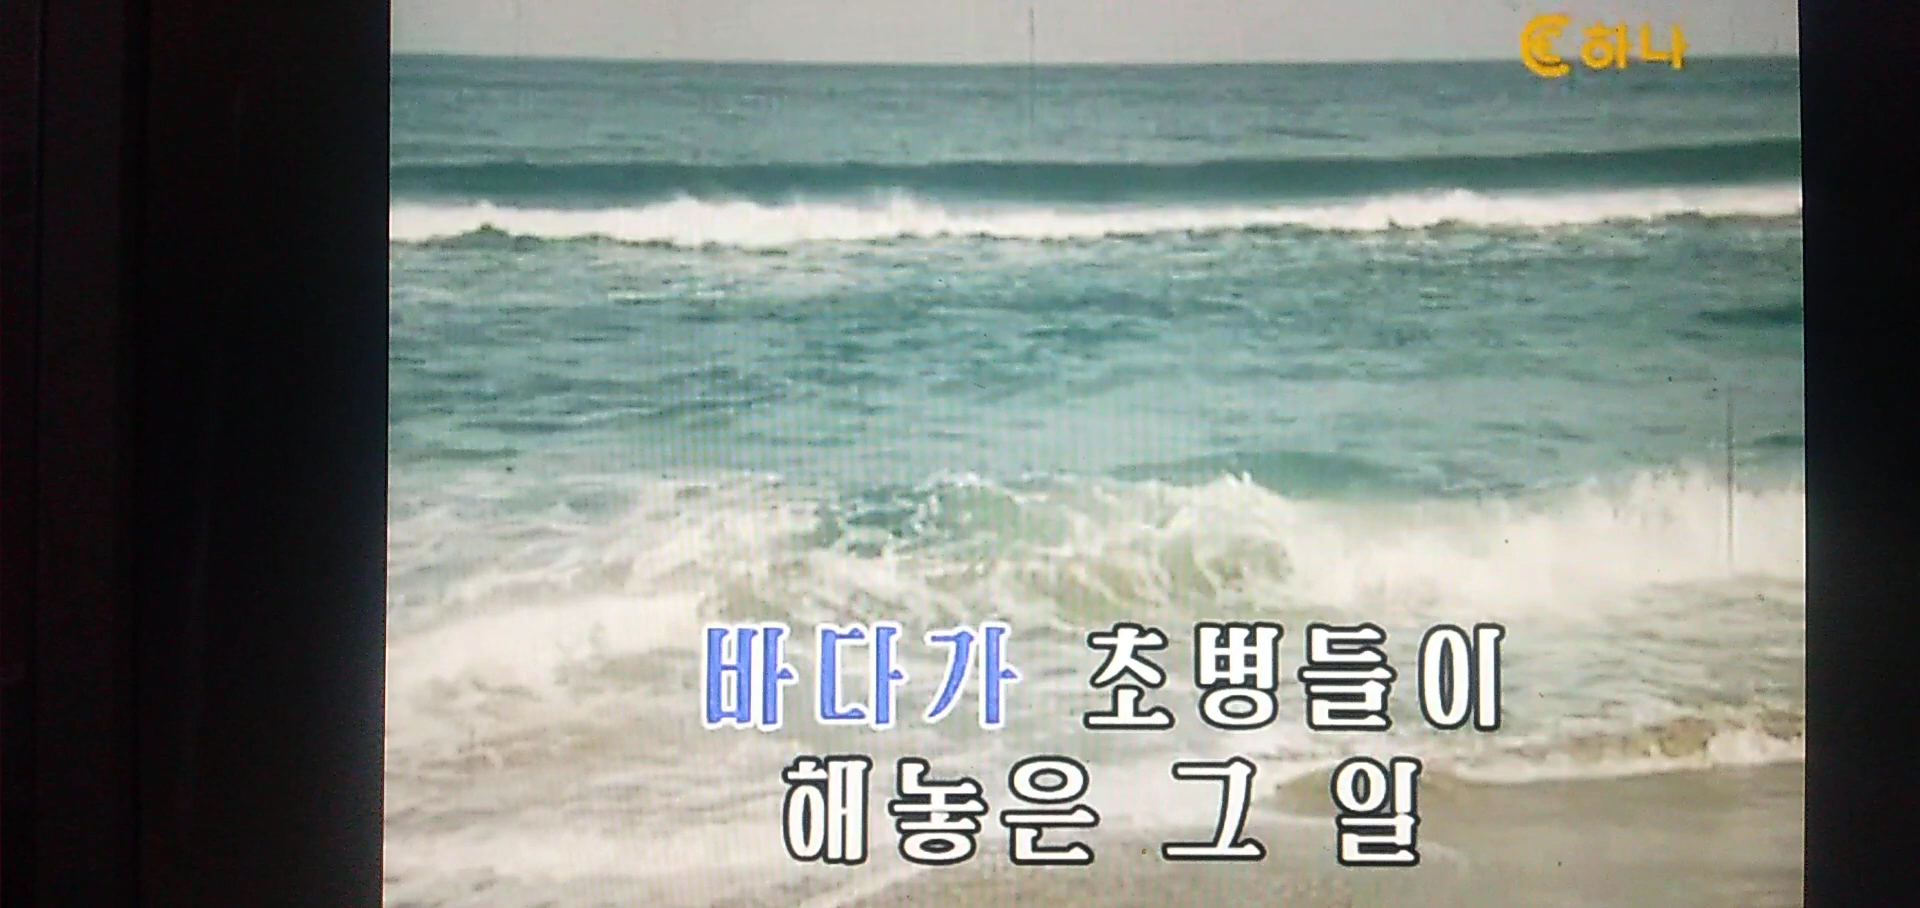 하나
바다가 초병들이
해놓은 그 일